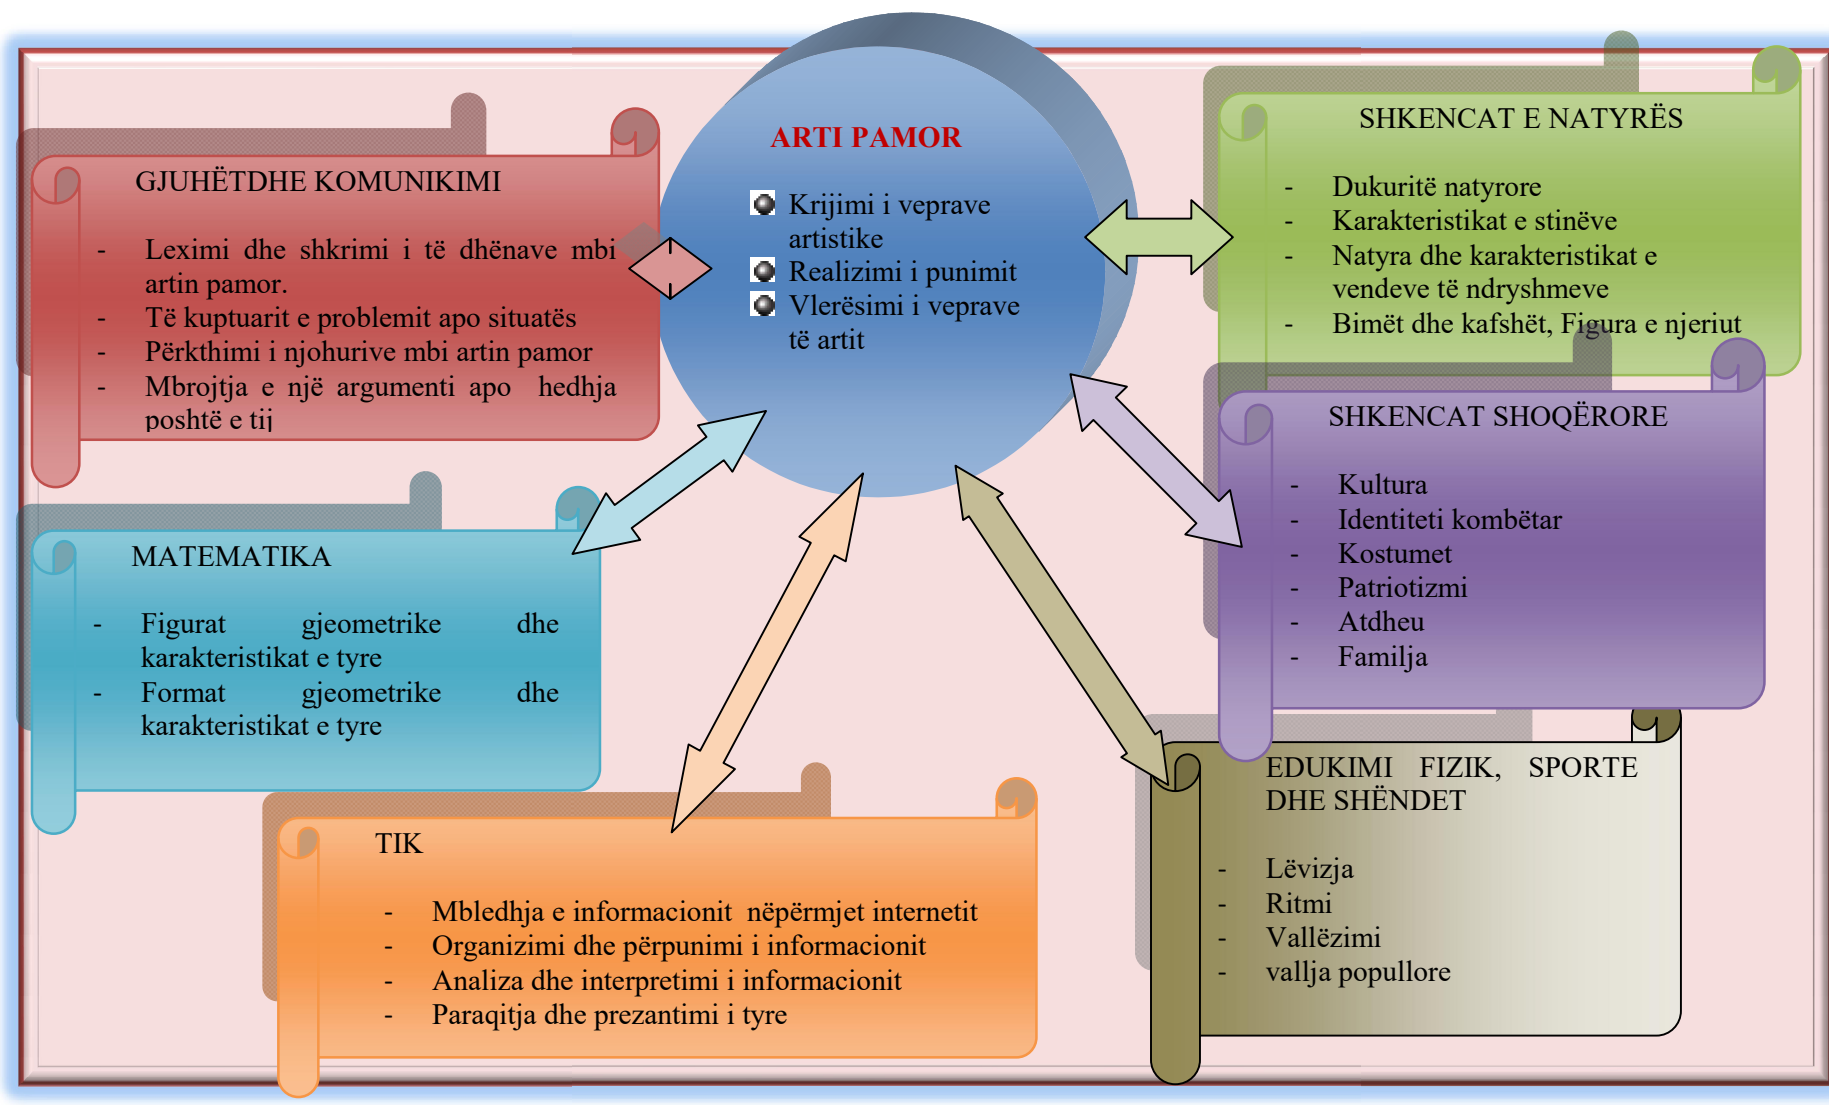 ARTI PAMOR
Krijimi i veprave
artistike
Realizimi i punimit
Vlerësimi i veprave
të artit
GJUHËTDHE KOMUNIKIMI
- Leximi dhe shkrimi i të dhënave mbi
artin pamor.
- Të kuptuarit e problemit apo situatës
- Përkthimi i njohurive mbi artin pamor
- Mbrojtja e një argumenti apo hedhja
poshtë e tij
SHKENCAT E NATYRËS
- Dukuritë natyrore
- Karakteristikat e stinëve
- Natyra dhe karakteristikat e
vendeve të ndryshmeve
- Bimët dhe kafshët, Figura e njeriut
SHKENCAT SHOQËRORE
- Kultura
- Identiteti kombëtar
- Kostumet
- Patriotizmi
- Atdheu
- Familja
MATEMATIKA
- Figurat gjeometrike dhe
karakteristikat e tyre
- Format gjeometrike dhe
karakteristikat e tyre
EDUKIMI FIZIK, SPORTE
DHE SHËNDET
- Lëvizja
- Ritmi
- Vallëzimi
- vallja popullore
TIK
- Mbledhja e informacionit nëpërmjet internetit
- Organizimi dhe përpunimi i informacionit
- Analiza dhe interpretimi i informacionit
- Paraqitja dhe prezantimi i tyre